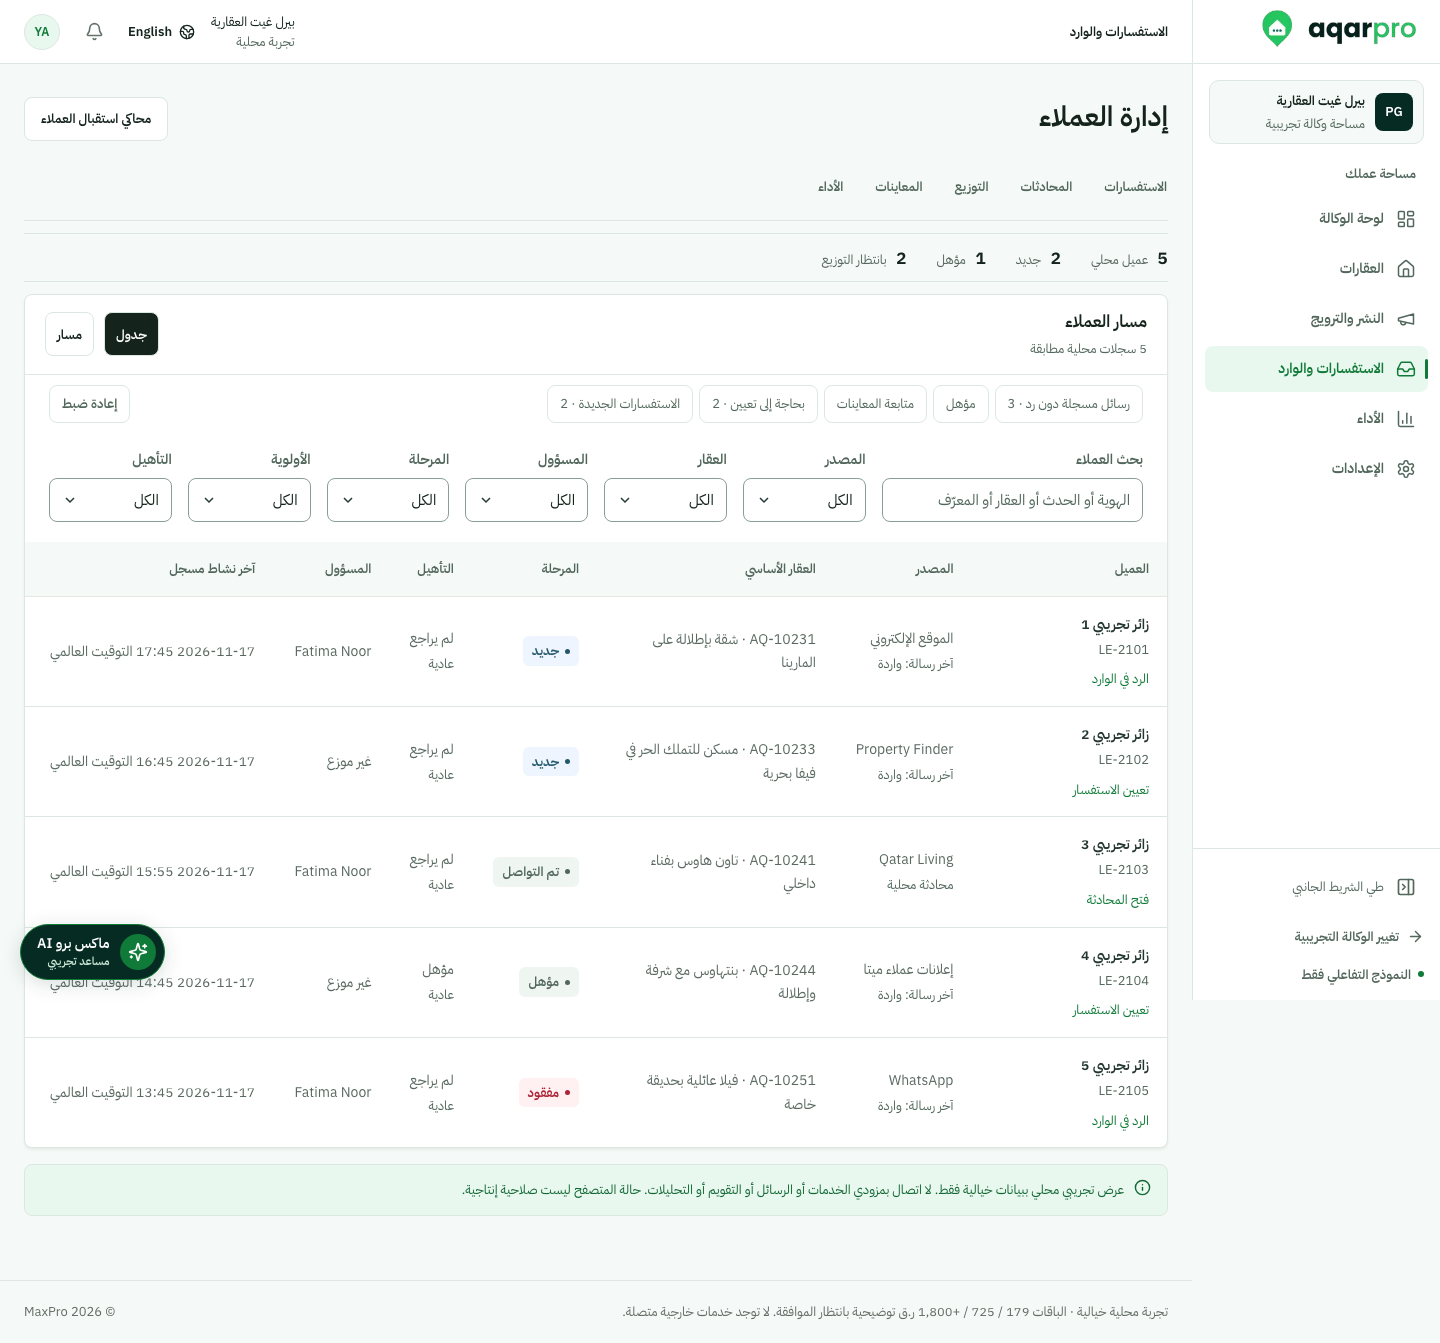 aqarpro
الاستفسارات والوارد
بيرل غيت العقارية
تجربة محلية
English
YA
PG
بيرل غيت العقارية
مساحة وكالة تجريبية
مساحة عملك
لوحة الوكالة
العقارات
النشر والترويج
الاستفسارات والوارد
الأداء
الإعدادات
طي الشريط الجانبي
تغيير الوكالة التجريبية
النموذج التفاعلي فقط
إدارة العملاء
محاكي استقبال العملاء
الاستفسارات المحادثات التوزيع المعاينات الأداء
5 عميل محلي 2 جديد 1 مؤهل 2 بانتظار التوزيع
مسار العملاء
5 سجلات محلية مطابقة
جدول مسار
رسائل مسجلة دون رد · 3 مؤهل متابعة المعاينات بحاجة إلى تعيين · 2 الاستفسارات الجديدة · 2 إعادة ضبط
بحث العملاء المصدر العقار المسؤول المرحلة الأولوية التأهيل
الهوية أو الحدث أو العقار أو المعرّف الكل الكل الكل الكل الكل الكل
العميل المصدر العقار الأساسي المرحلة التأهيل المسؤول آخر نشاط مسجل
زائر تجريبي 1
LE-2101
الرد في الوارد
الموقع الإلكتروني
آخر رسالة: واردة
AQ-10231 · شقة بإطلالة على
المارينا
جديد
لم يراجع
عادية
Fatima Noor
2026-11-17 17:45 التوقيت العالمي
زائر تجريبي 2
LE-2102
تعيين الاستفسار
Property Finder
آخر رسالة: واردة
AQ-10233 · مسكن للتملك الحر في
فيفا بحرية
جديد
لم يراجع
عادية
غير موزع
2026-11-17 16:45 التوقيت العالمي
زائر تجريبي 3
LE-2103
فتح المحادثة
Qatar Living
محادثة محلية
AQ-10241 · تاون هاوس بفناء
داخلي
تم التواصل
لم يراجع
عادية
Fatima Noor
2026-11-17 15:55 التوقيت العالمي
زائر تجريبي 4
LE-2104
تعيين الاستفسار
إعلانات عملاء ميتا
آخر رسالة: واردة
AQ-10244 · بنتهاوس مع شرفة
وإطلالة
مؤهل
مؤهل
عادية
غير موزع
2026-11-17 14:45 التوقيت العالمي
ماكس برو AI
مساعد تجريبي
زائر تجريبي 5
LE-2105
الرد في الوارد
WhatsApp
آخر رسالة: واردة
AQ-10251 · فيلا عائلية بحديقة
خاصة
مفقود
لم يراجع
عادية
Fatima Noor
2026-11-17 13:45 التوقيت العالمي
عرض تجريبي محلي ببيانات خيالية فقط. لا اتصال بمزودي الخدمات أو الرسائل أو التقويم أو التحليلات. حالة المتصفح ليست صلاحية إنتاجية.
تجربة محلية خيالية · الباقات 179 / 725 / +1,800 ر.ق توضيحية بانتظار الموافقة. لا توجد خدمات خارجية متصلة.
© 2026 MaxPro